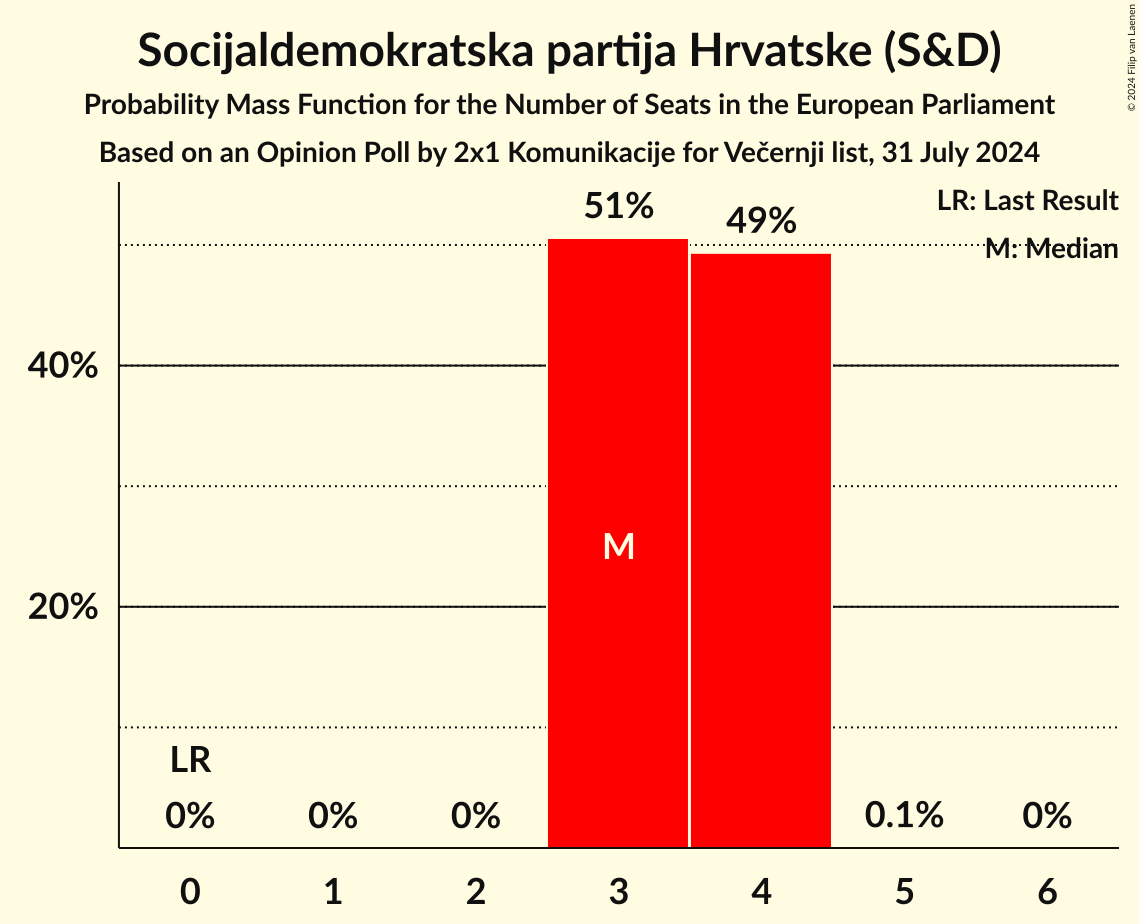 Socijaldemokratska partija Hrvatske (S&D)
Probability Mass Function for the Number of Seats in the European Parliament
Based on an Opinion Poll by 2x1 Komunikacije for Večernji list, 31 July 2024
© 2024 Filip van Laenen
LR: Last Result
M: Median
51%
49%
40%
20%
M
LR
0%
0%
0%
0.1%
0%
0
1
2
3
4
5
6